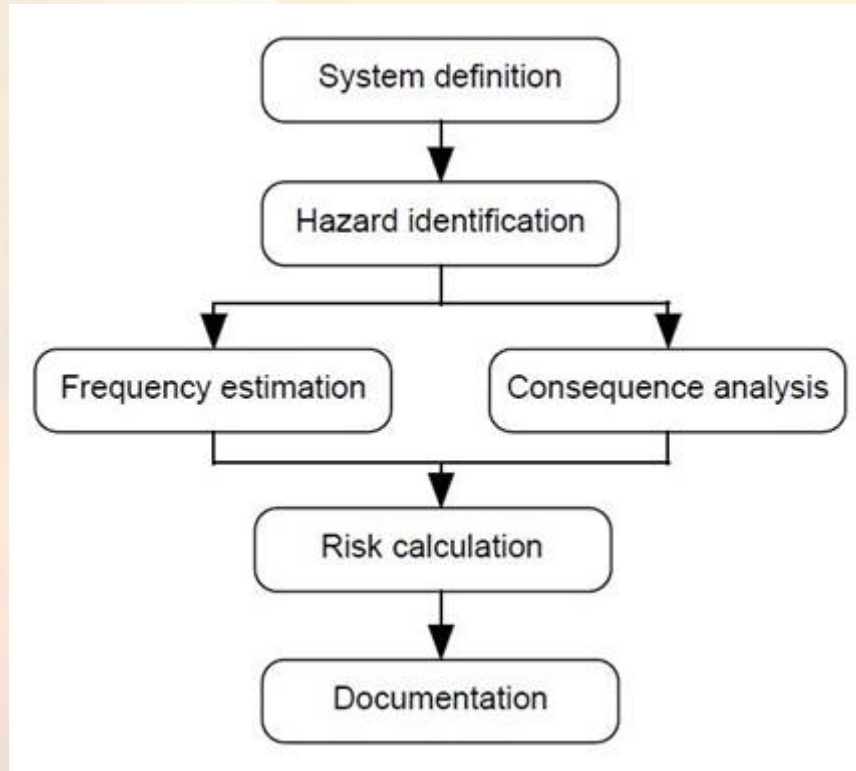 System definition
Hazard identification
Frequency estimation
Consequence analysis
Risk calculation
Documentation